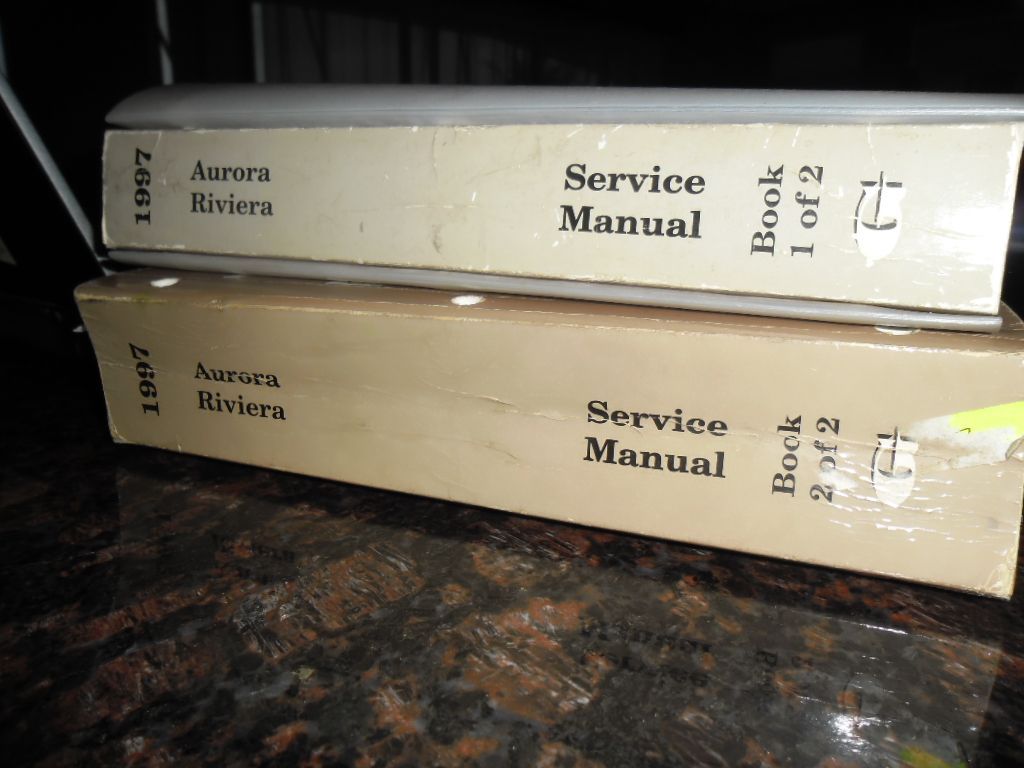 1997
Aurora
Riviera
Service
Manual
Book
1 of 2
1997
Aurora
Riviera
Service
Manual
Book
2 of 2